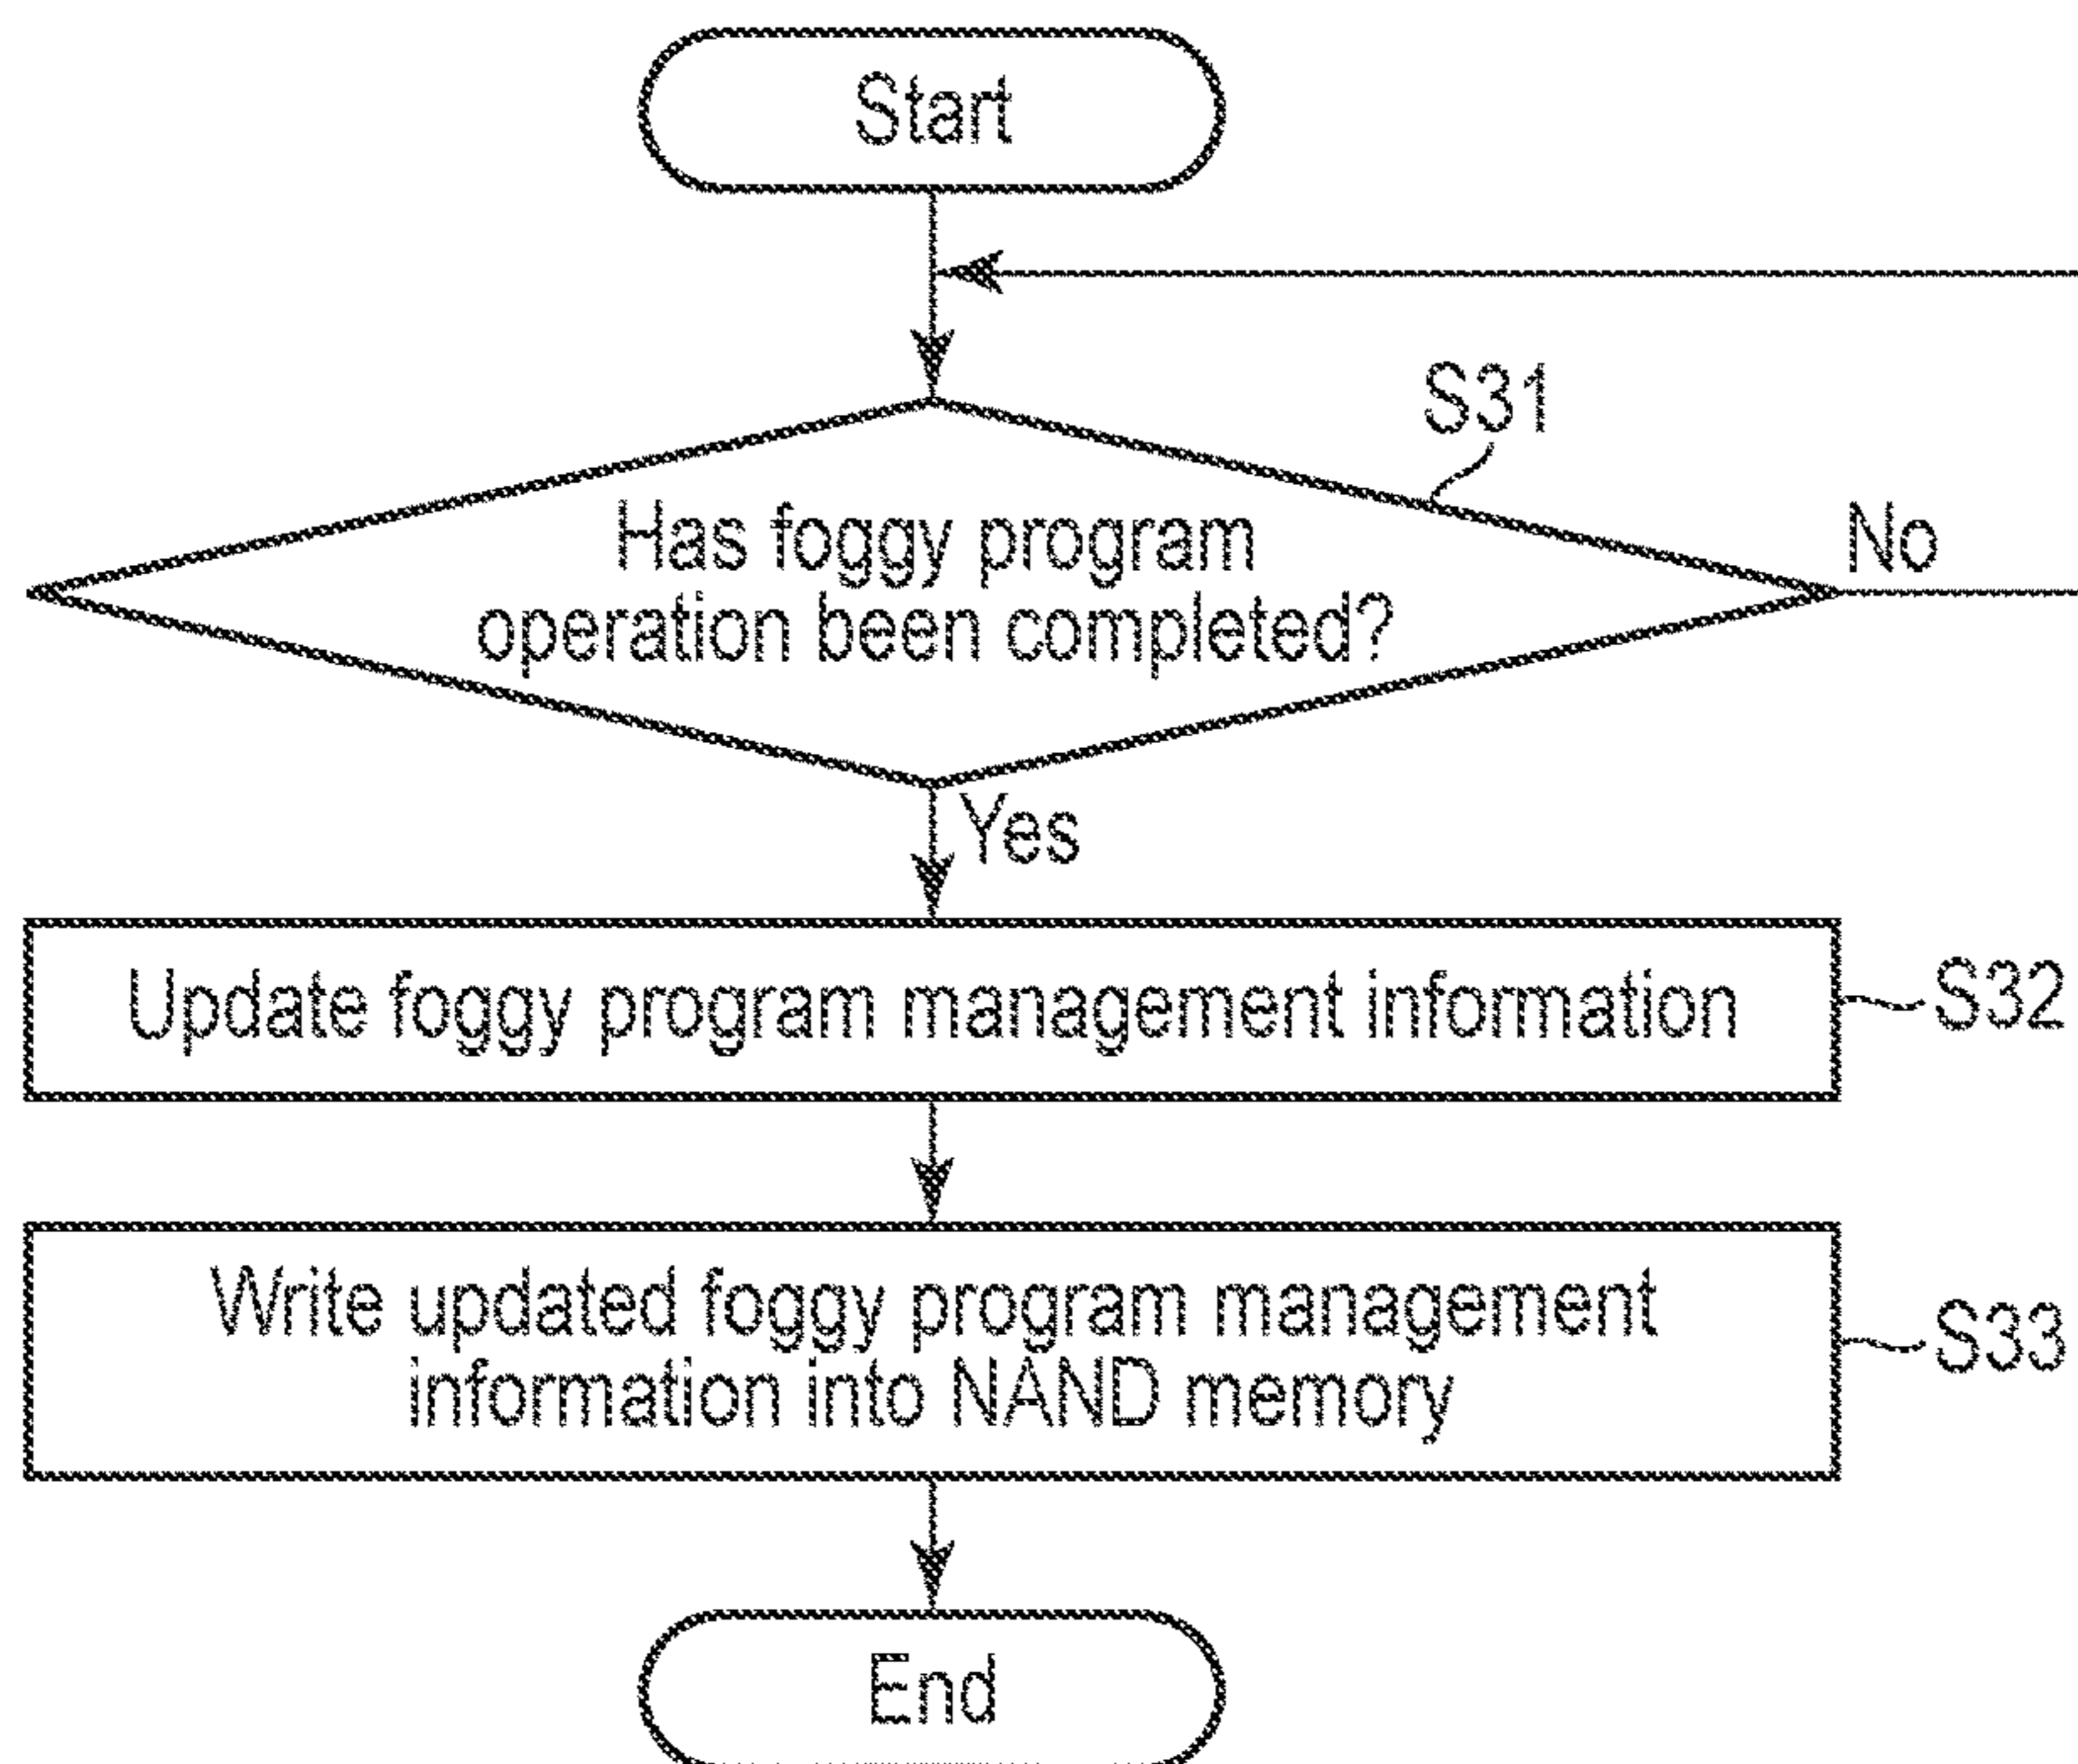 Start
S31
Has foggy program
operation been completed?
No
Yes
Update foggy program management information
S32
Write updated foggy program management
information into NAND memory
S33
End